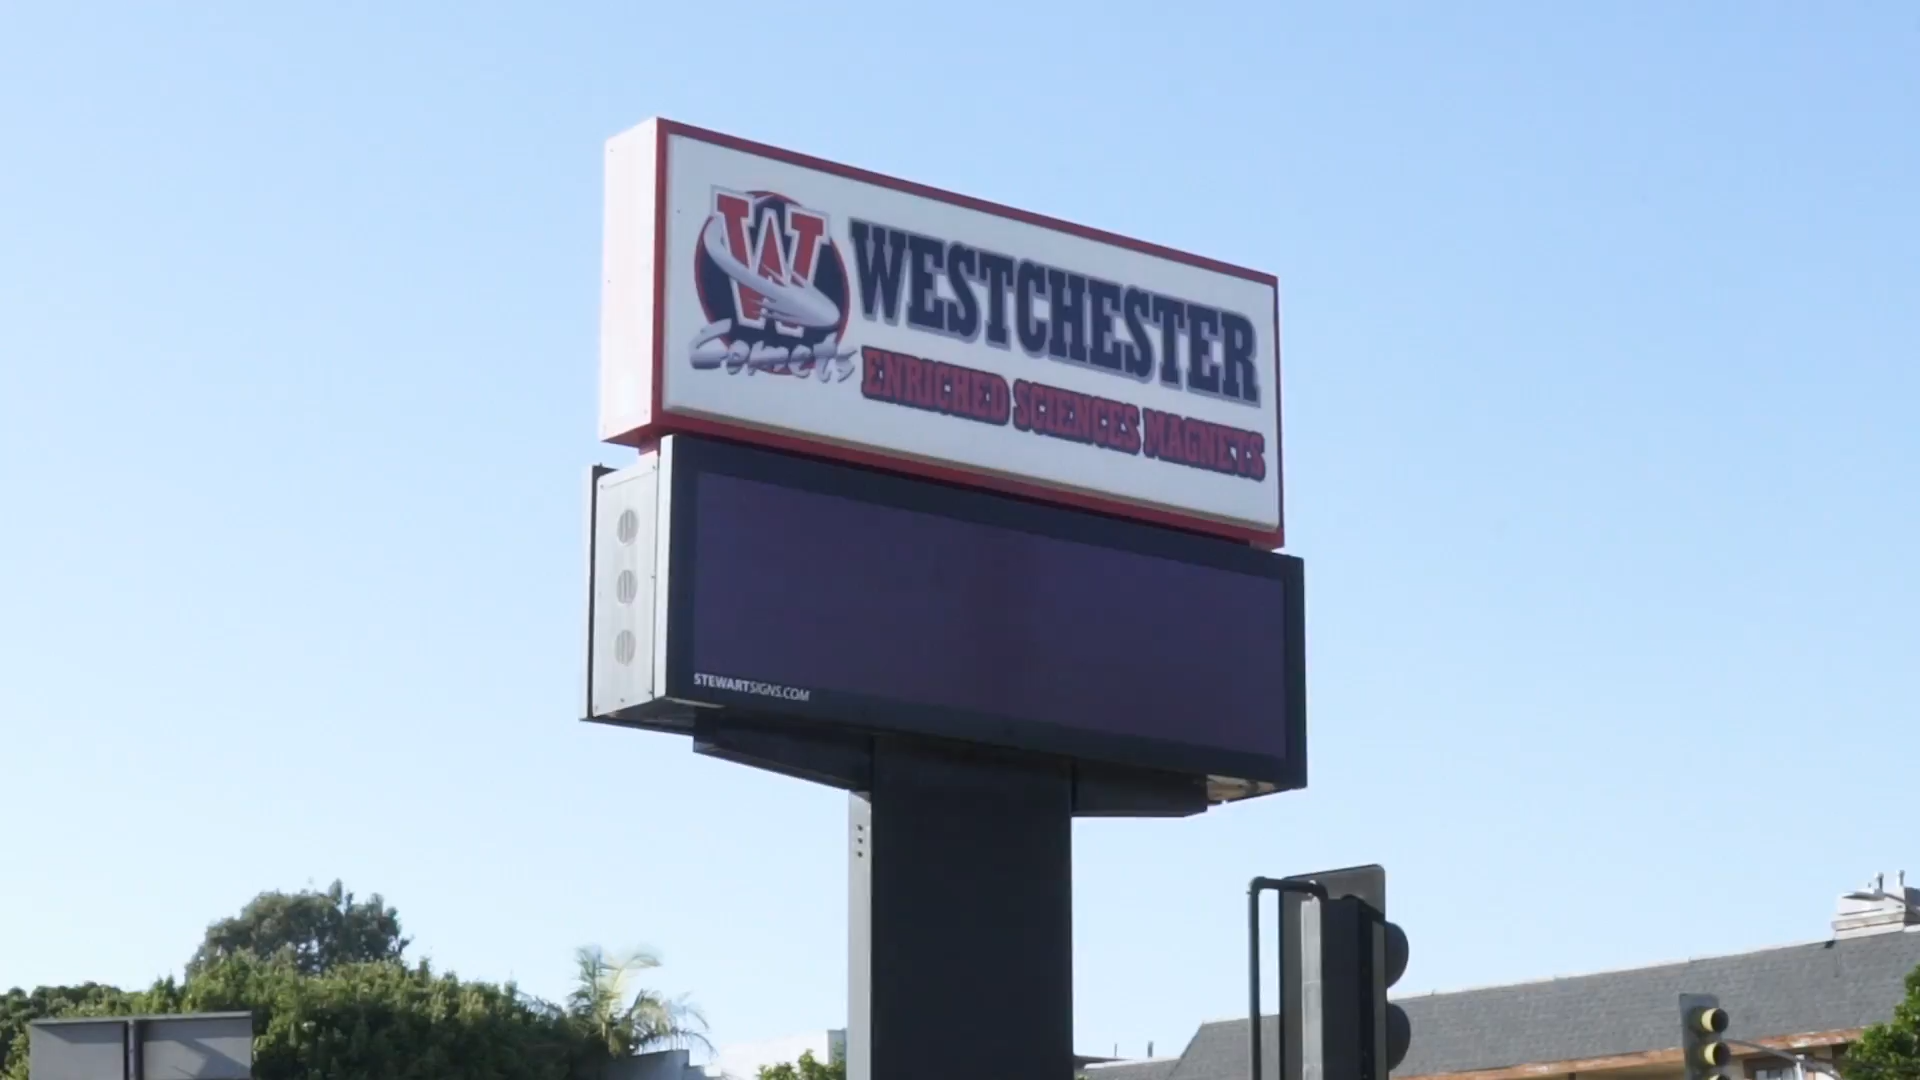 W
Comets
WESTCHESTER
ENRICHED SCIENCES MAGNETS
STEWARTSIGNS.COM